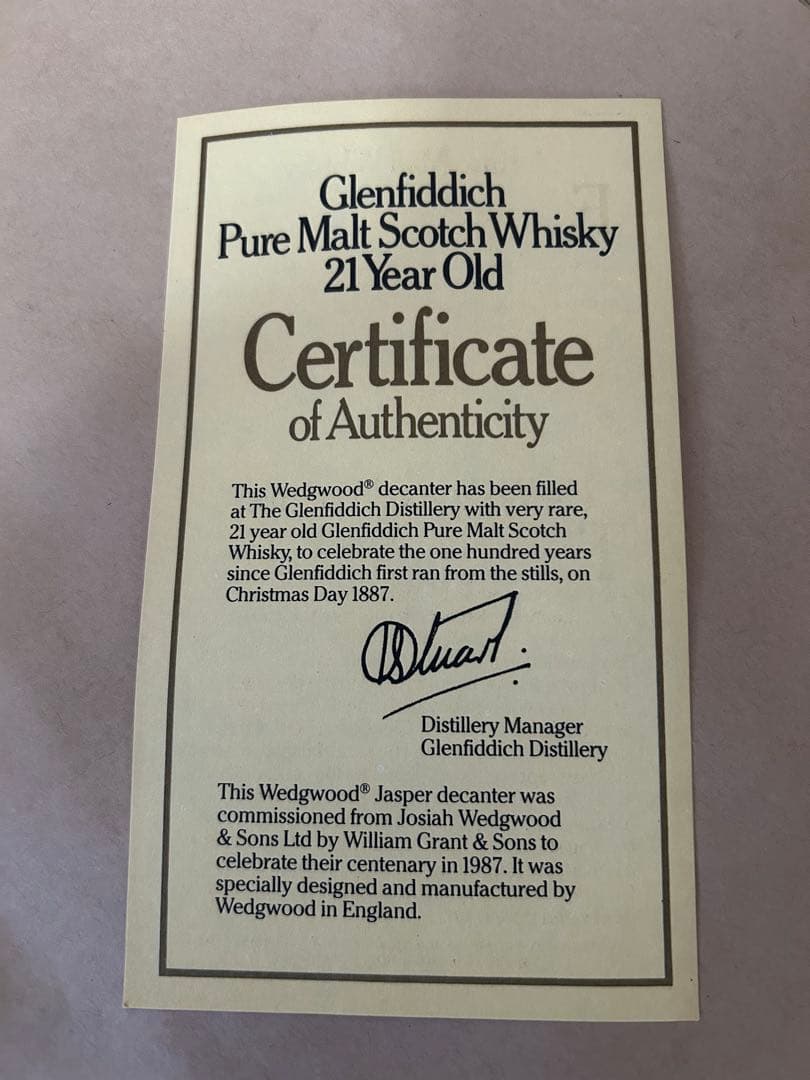 Glenfiddich
Pure Malt Scotch Whisky
21 Year Old
Certificate
of Authenticity
This Wedgwood® decanter has been filled
at The Glenfiddich Distillery with very rare,
21 year old Glenfiddich Pure Malt Scotch
Whisky, to celebrate the one hundred years
since Glenfiddich first ran from the stills, on
Christmas Day 1887.
Distillery Manager
Glenfiddich Distillery
This Wedgwood® Jasper decanter was
commissioned from Josiah Wedgwood
& Sons Ltd by William Grant & Sons to
celebrate their centenary in 1987. It was
specially designed and manufactured by
Wedgwood in England.